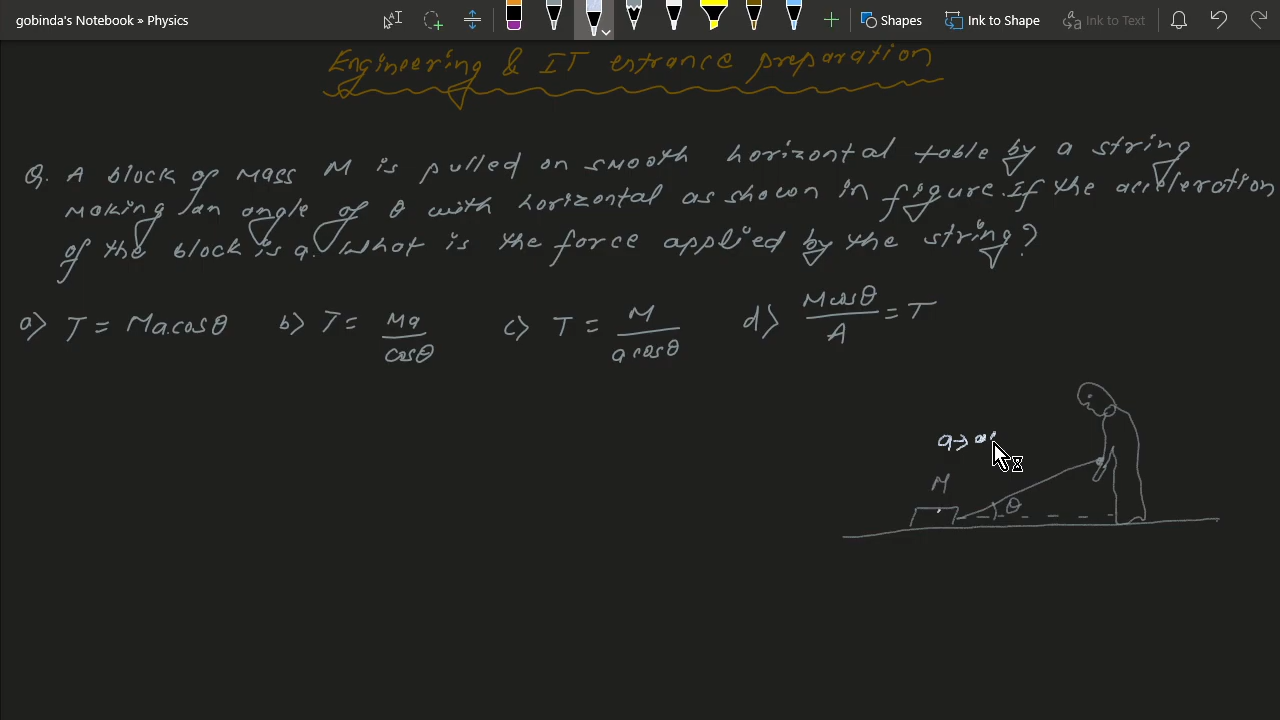 gobinda's Notebook » Physics
Shapes
Ink to Shape
Ink to Text
Engineering & IT entrance preparation
Q. A block of mass M is pulled on smooth horizontal table by a string
making an angle of θ with horizontal as shown in figure. If the acceleration
of the block is a. What is the force applied by the string?
a) T = Ma.cosθ b) T = Ma/cosθ c) T = M/a cosθ d) M cosθ/A = T
a →
M
θ